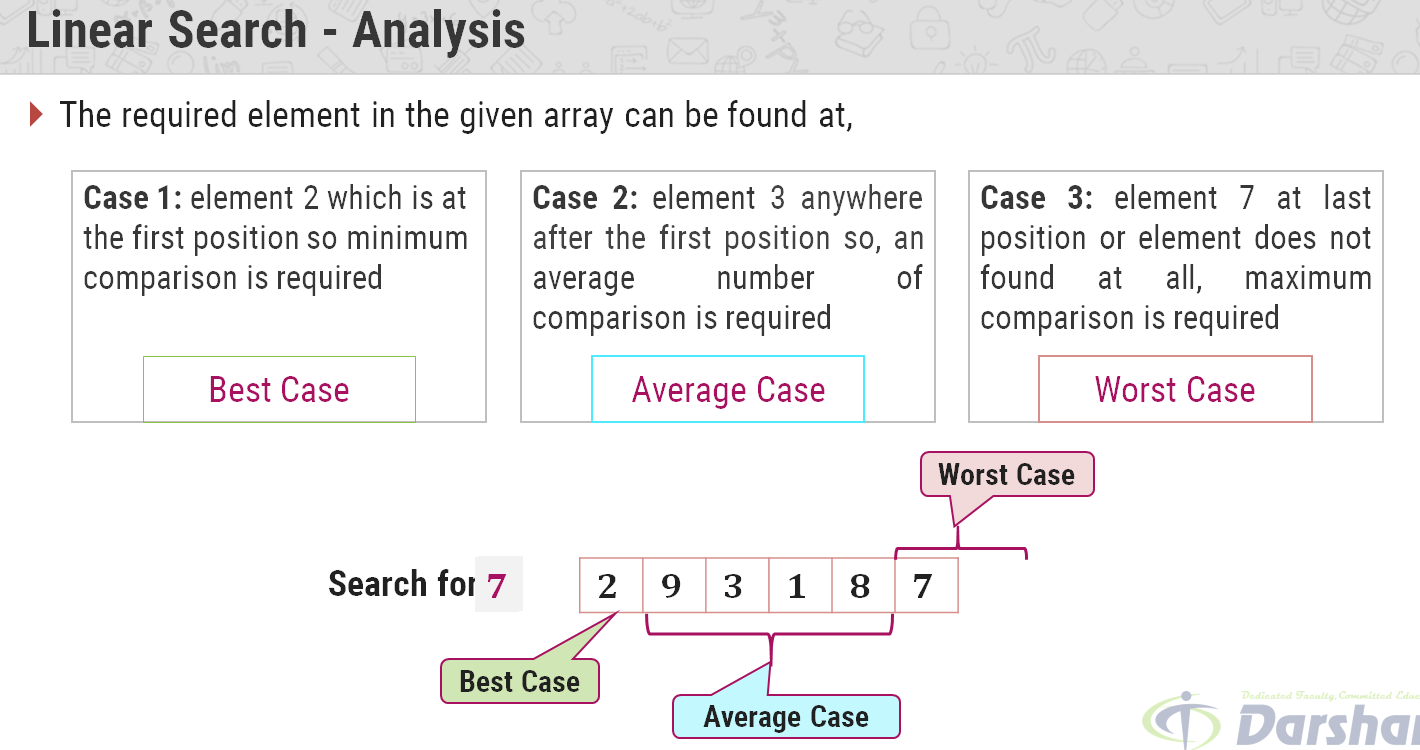 Linear Search - Analysis
The required element in the given array can be found at,
Case 1: element 2 which is at
the first position so minimum
comparison is required
Best Case
Case 2: element 3 anywhere
after the first position so, an
average number of
comparison is required
Average Case
Case 3: element 7 at last
position or element does not
found at all, maximum
comparison is required
Worst Case
Worst Case
Search for 7
2 9 3 1 8 7
Best Case
Average Case
Dedicated Faculty, Committed
Darshan